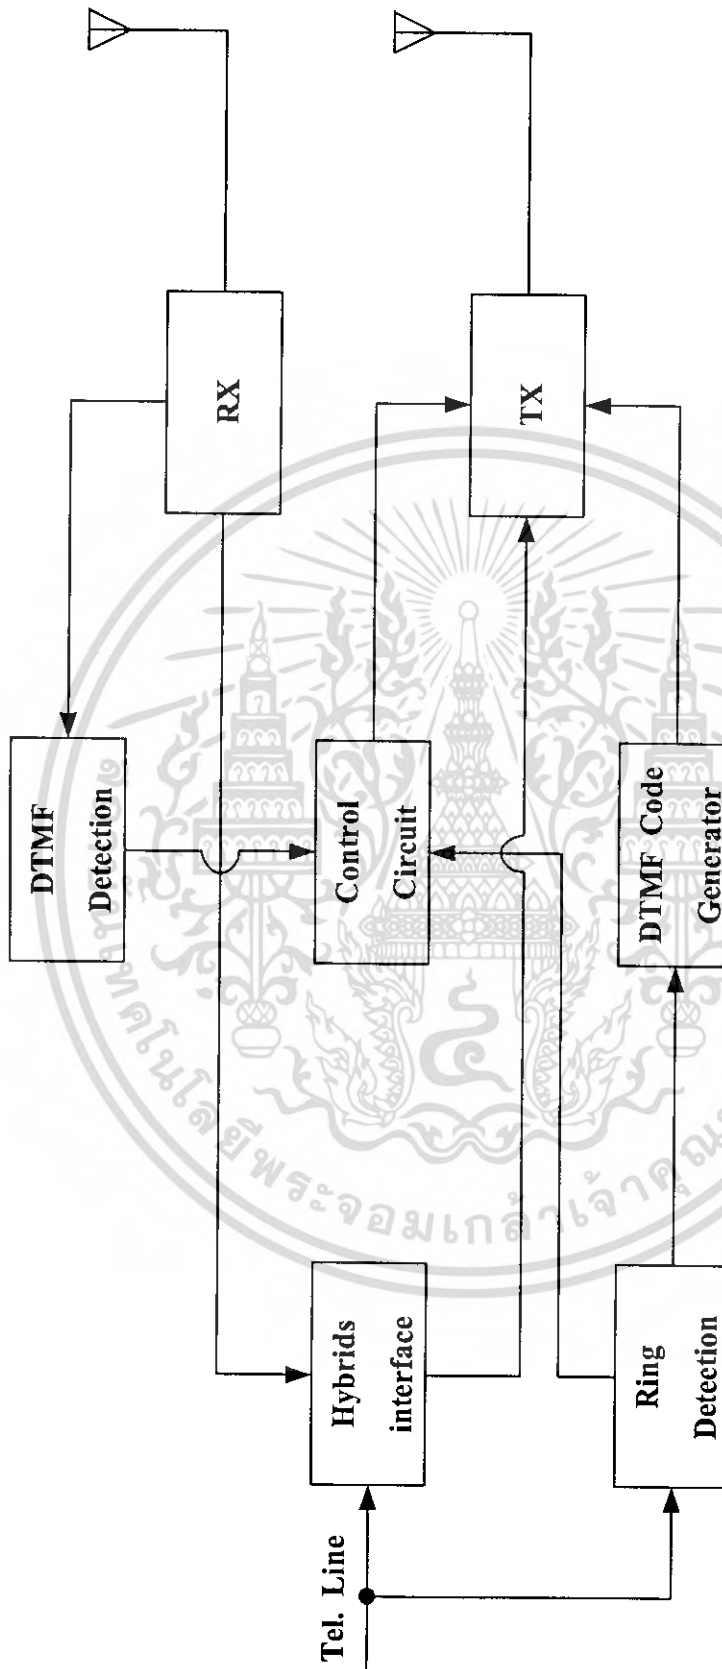 RX
TX
DTMF
Detection
Control
Circuit
DTMF Code
Generator
Hybrids
interface
Ring
Detection
Tel. Line